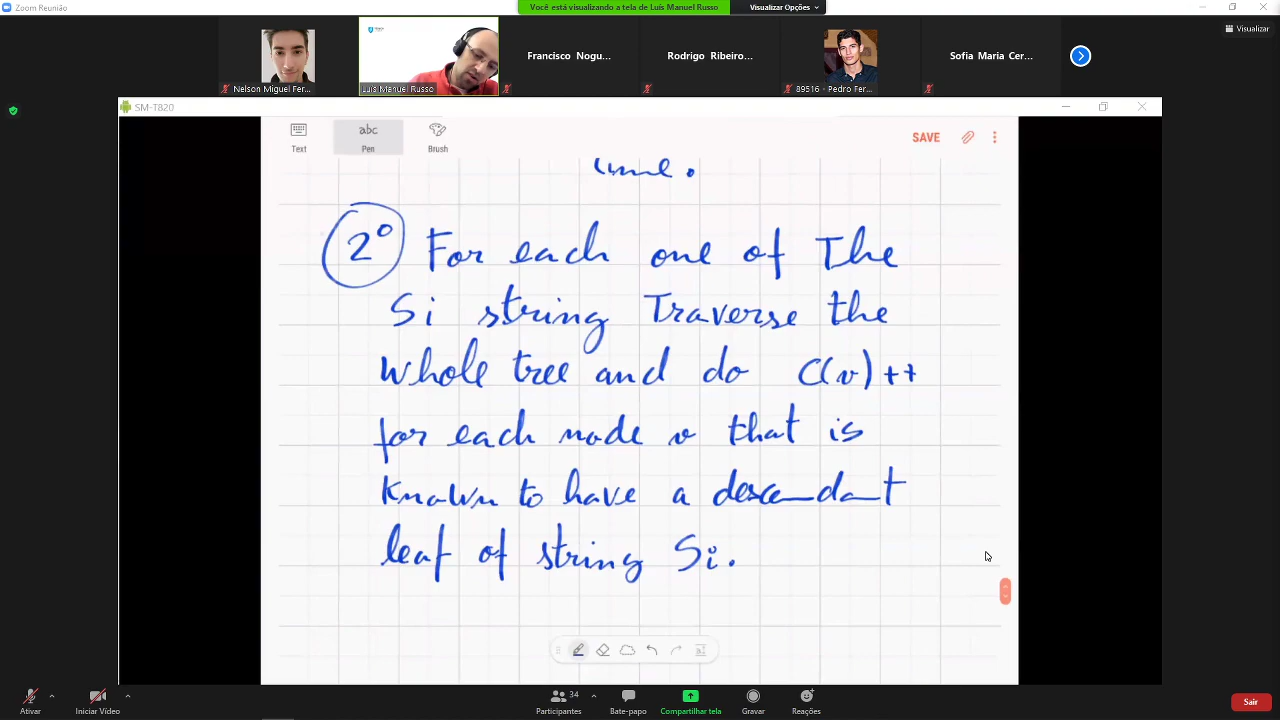 Zoom Reunião
Você está visualizando a tela de Luís Manuel Russo
Visualizar Opções
Visualizar
Nelson Miguel Fer...
Luís Manuel Russo
Francisco Nogu...
Rodrigo Ribeiro...
89516 - Pedro Fer...
Sofia Maria Cer...
SM-T820
Text
abc
Pen
Brush
SAVE
time.
2º For each one of The
Si string Traverse the
whole tree and do C(v)++
for each node v that is
known to have a descendant
leaf of string Si.
Ativar
Iniciar Vídeo
34
Participantes
Bate-papo
Compartilhar tela
Gravar
Reações
Sair